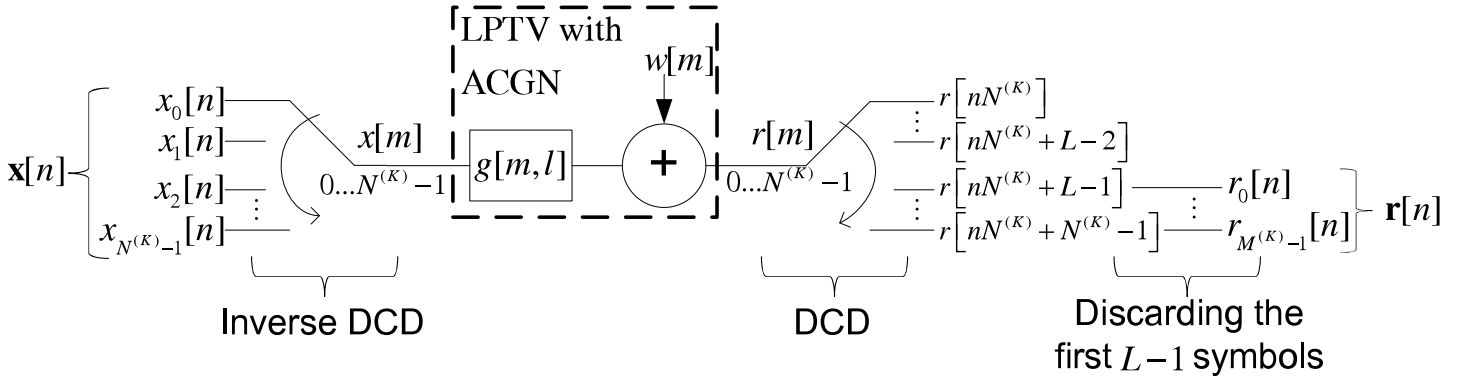 LPTV with
ACGN
w[m]
x[n]
x₀[n]
x₁[n]
x₂[n]
⋮
x_{N^{(K)}−1}[n]
x[m]
0...N^{(K)}−1
g[m,l]
+
r[m]
0...N^{(K)}−1
r[nN^{(K)}]
⋮
r[nN^{(K)}+L−2]
r[nN^{(K)}+L−1]
⋮
r[nN^{(K)}+N^{(K)}−1]
r₀[n]
⋮
r_{M^{(K)}−1}[n]
r[n]
Inverse DCD
DCD
Discarding the
first L−1 symbols